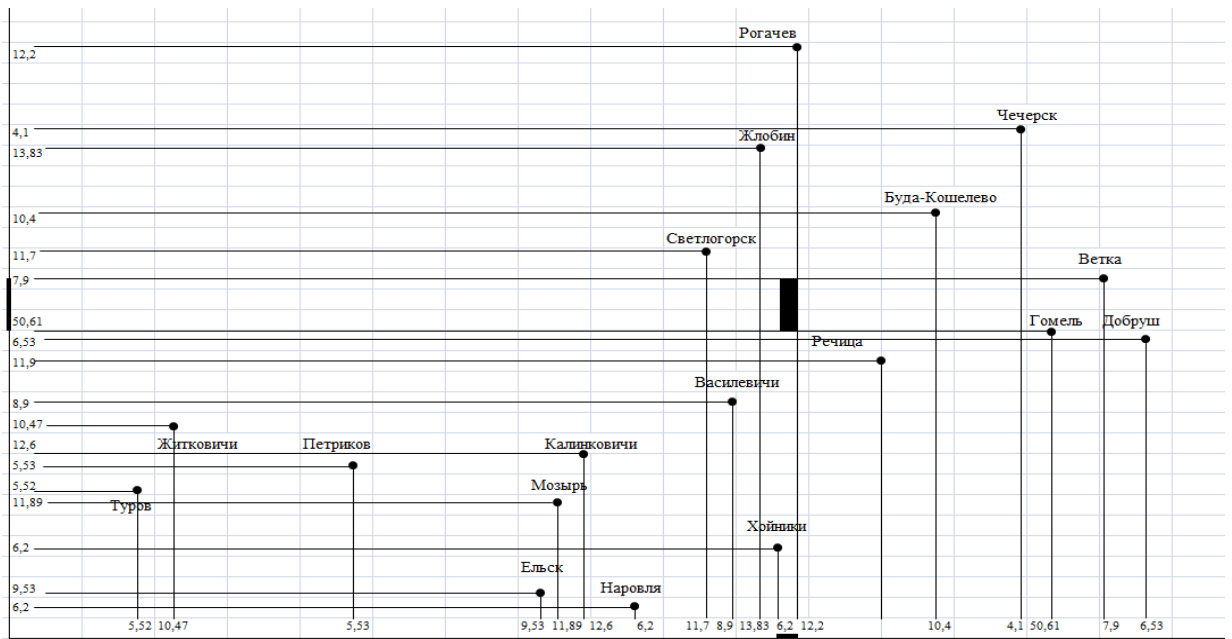 Рогачев
12,2
Чечерск
4,1
Жлобин
13,83
Буда-Кошелево
10,4
Светлогорск
11,7
Ветка
7,9
50,61
Гомель Добруш
6,53
Речица
11,9
Василевичи
8,9
10,47
12,6
Житковичи Петриков Калинковичи
5,53
5,52
Мозырь
11,89
Туров
Хойники
6,2
Ельск
9,53
Наровля
6,2
5,52 10,47 5,53 9,53 11,89 12,6 6,2 11,7 8,9 13,83 6,2 12,2 10,4 4,1 50,61 7,9 6,53